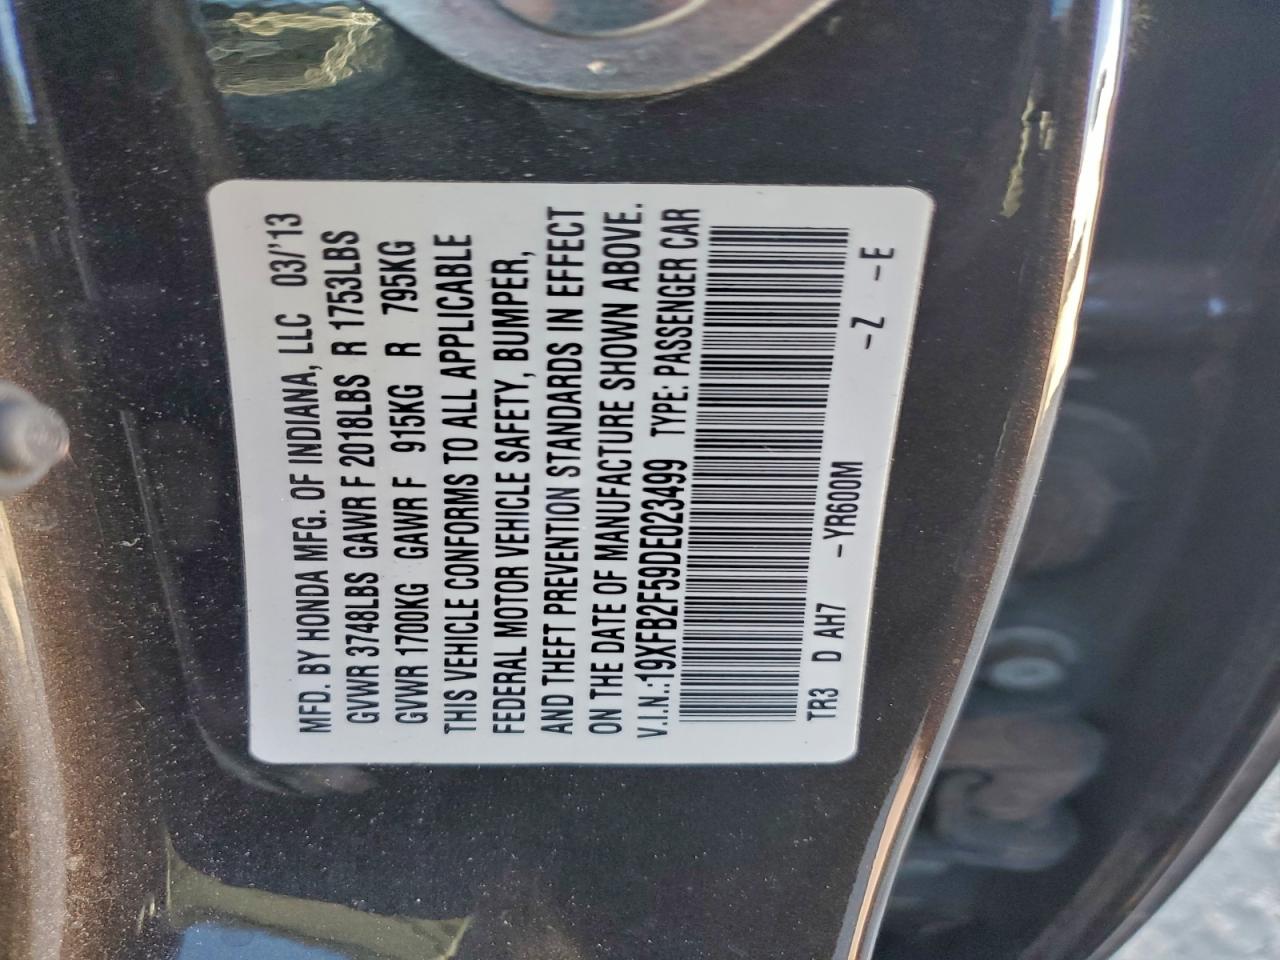 MFD. BY HONDA MFG. OF INDIANA, LLC 03/'13
GVWR 3748LBS GAWR F 2018LBS R 1753LBS
GVWR 1700KG GAWR F 915KG R 795KG
THIS VEHICLE CONFORMS TO ALL APPLICABLE
FEDERAL MOTOR VEHICLE SAFETY, BUMPER,
AND THEFT PREVENTION STANDARDS IN EFFECT
ON THE DATE OF MANUFACTURE SHOWN ABOVE.
V.I.N.:19XFB2F59DE023499 TYPE: PASSENGER CAR
TR3 D AH7 -YR600M -Z -E